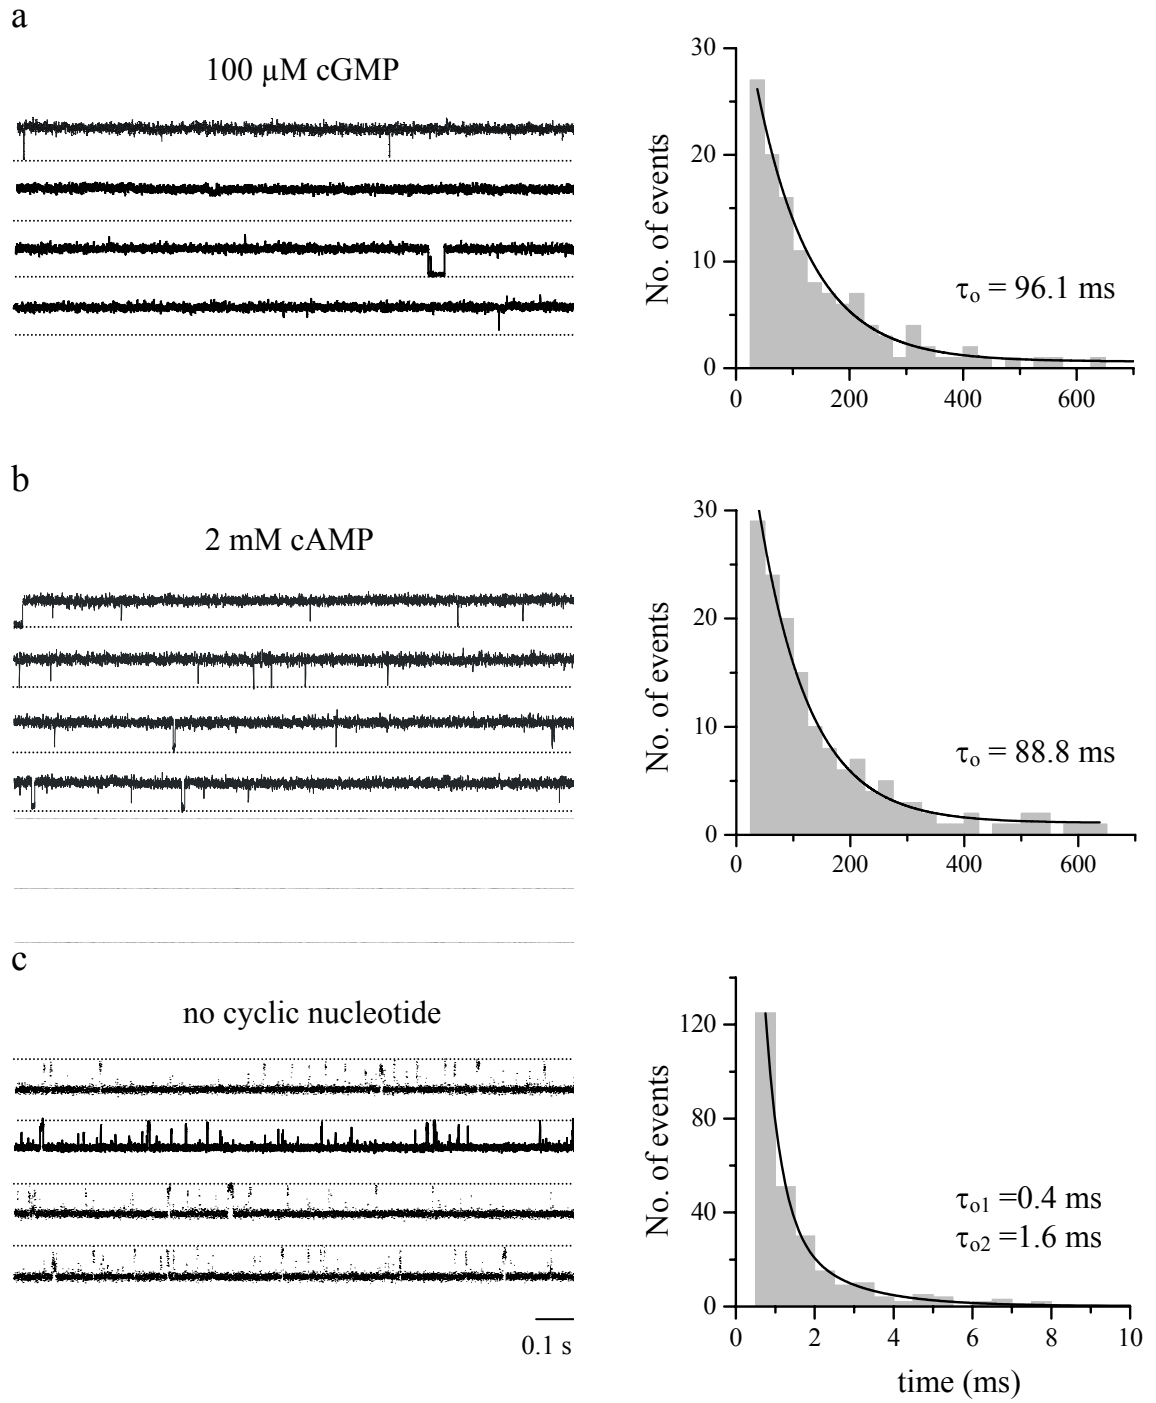 a
100 µM cGMP
30
20
10
0
No. of events
τo = 96.1 ms
0 200 400 600
b
2 mM cAMP
30
20
10
0
No. of events
τo = 88.8 ms
0 200 400 600
c
no cyclic nucleotide
120
80
40
0
No. of events
τo1 =0.4 ms
τo2 =1.6 ms
0 2 4 6 8 10
0.1 s
time (ms)